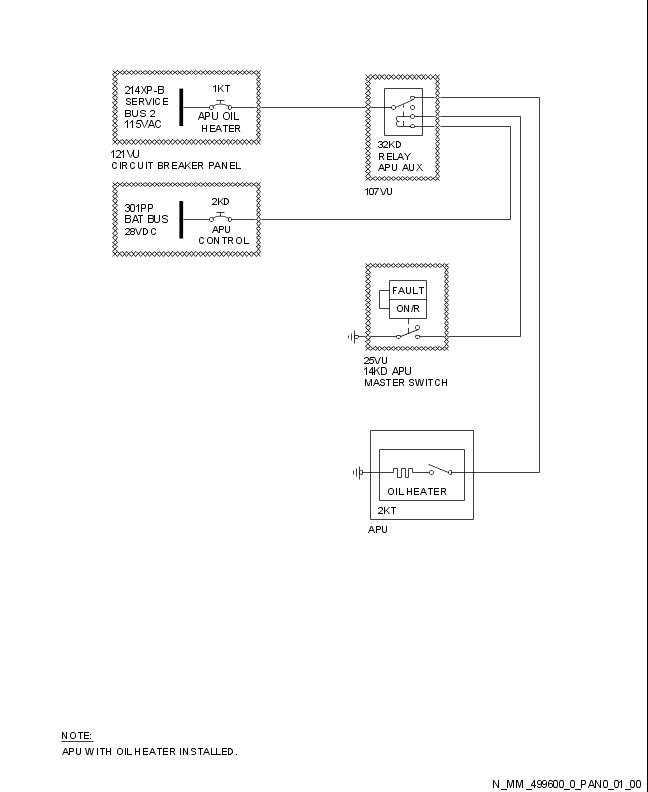 214XP-B
SERVICE
BUS 2
115VAC
1KT
APU OIL
HEATER
121VU
CIRCUIT BREAKER PANEL
32KD
RELAY
APU AUX
107VU
301PP
BAT BUS
28VDC
2KD
APU
CONTROL
FAULT
ON/R
25VU
14KD APU
MASTER SWITCH
OIL HEATER
2KT
APU
NOTE:
APU WITH OIL HEATER INSTALLED.
N_MM_499600_0_PAN0_01_00